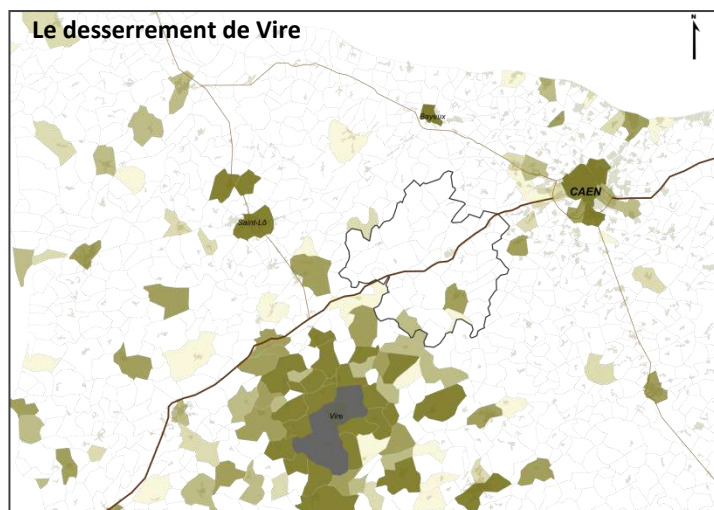 Le desserrement de Vire
N
Bayeux
CAEN
Saint-Lô
Vire